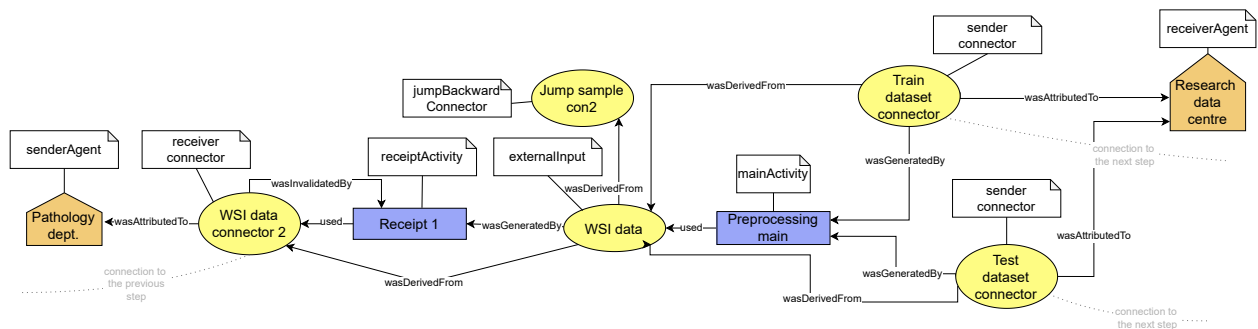 sender
connector
receiverAgent
jumpBackward
Connector
Jump sample
con2
wasDerivedFrom
Train
dataset
connector
wasAttributedTo
Research
data
centre
senderAgent
receiver
connector
receiptActivity
externalInput
mainActivity
wasGeneratedBy
connection to
the next step
wasInvalidatedBy
wasDerivedFrom
sender
connector
Pathology
dept.
wasAttributedTo
WSI data
connector 2
used
Receipt 1
wasGeneratedBy
WSI data
used
Preprocessing
main
wasAttributedTo
connection to
the previous
step
wasDerivedFrom
wasGeneratedBy
wasDerivedFrom
Test
dataset
connector
connection to
the next step